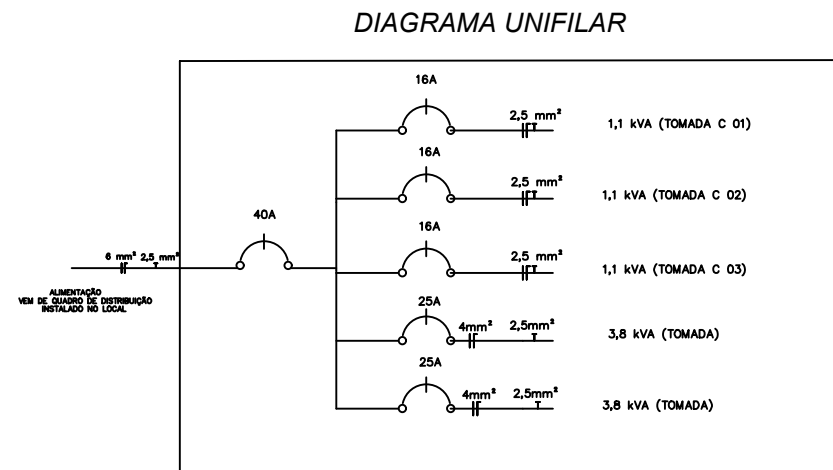 DIAGRAMA UNIFILAR
16A
2,5 mm²
1,1 kVA (TOMADA C 01)
16A
2,5 mm²
1,1 kVA (TOMADA C 02)
40A
16A
2,5 mm²
1,1 kVA (TOMADA C 03)
6 mm² 2,5 mm²
ALIMENTAÇÃO
VEM DE QUADRO DE DISTRIBUIÇÃO
INSTALADO NO LOCAL
25A
4mm² 2,5mm²
3,8 kVA (TOMADA)
25A
4mm² 2,5mm²
3,8 kVA (TOMADA)